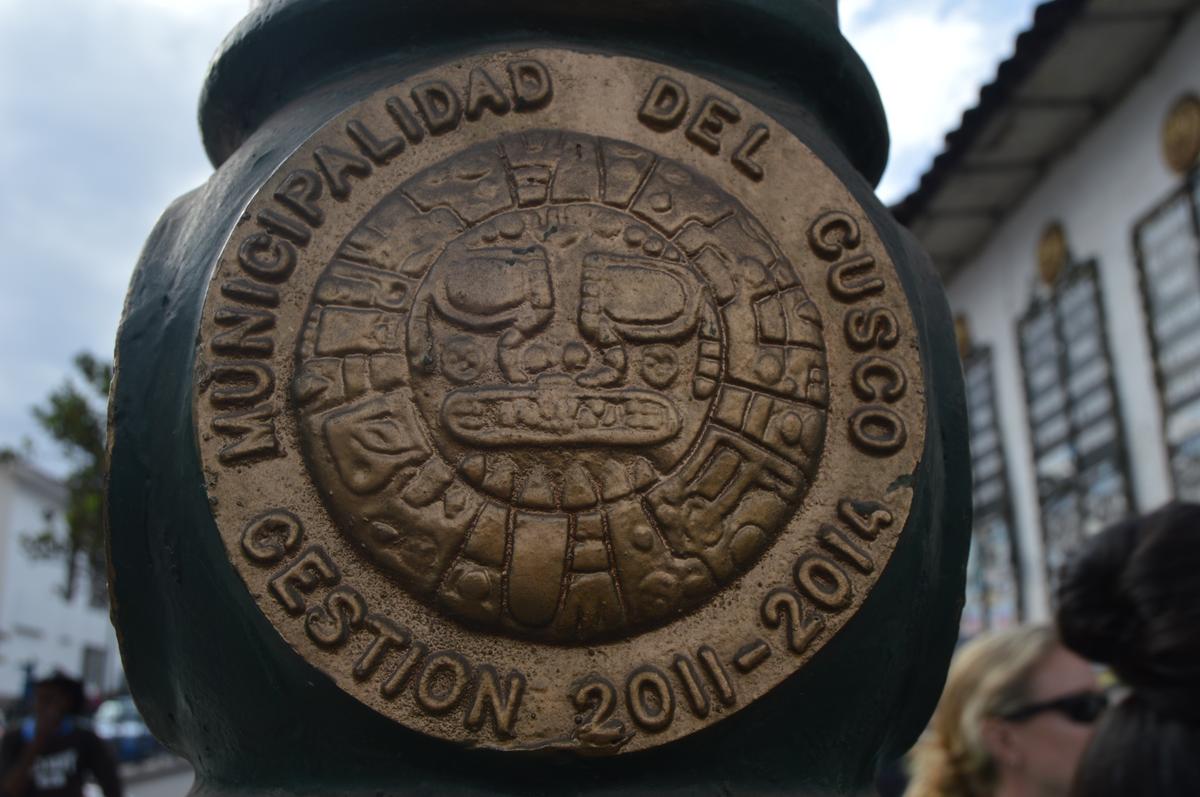 MUNICIPALIDAD DEL CUSCO
GESTION 2011-2014